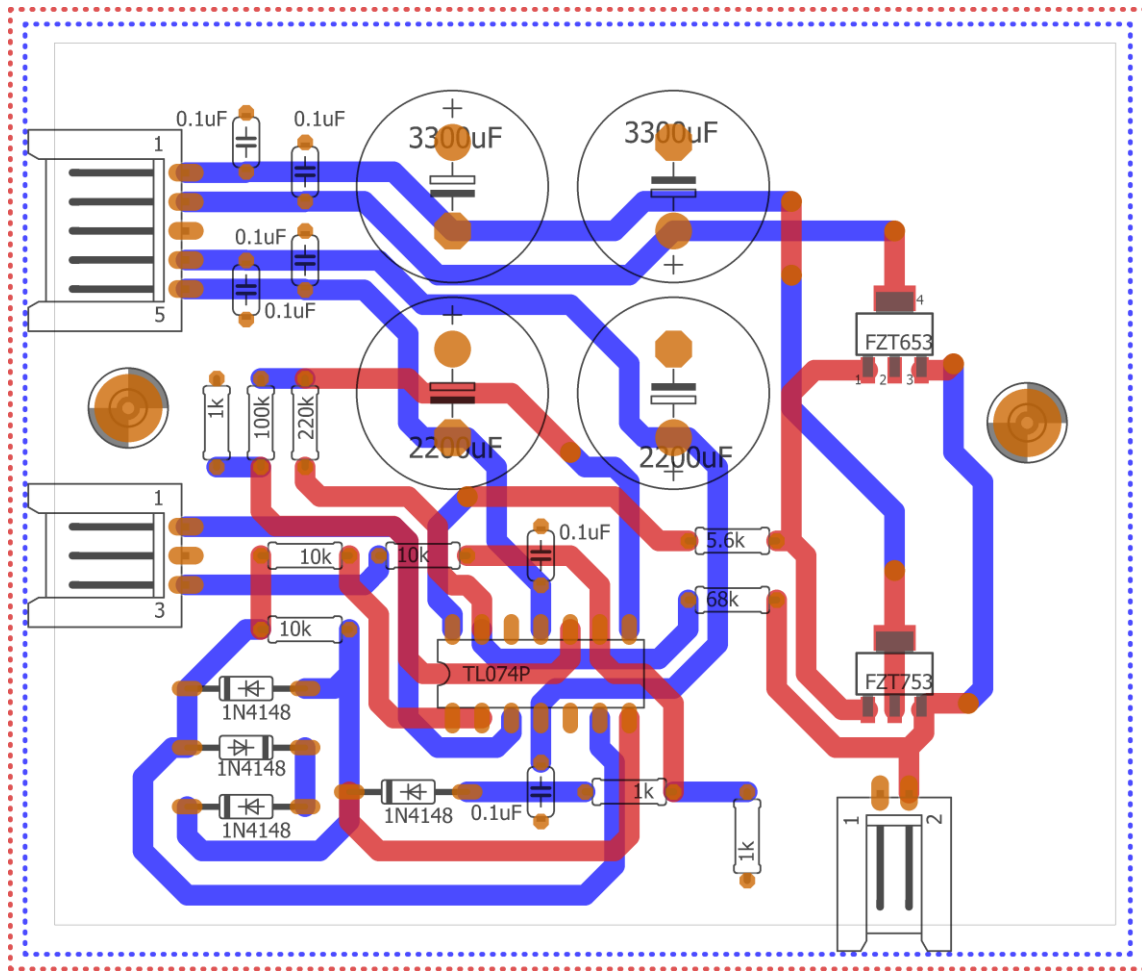 0.1uF
0.1uF
+
3300uF
3300uF
+
1
5
0.1uF
0.1uF
4
FZT653
1
2
3
+
2200uF
2200uF
+
1k
100k
220k
1
3
10k
10k
0.1uF
5.6k
68k
10k
TL074P
FZT753
1N4148
1N4148
1N4148
1N4148
0.1uF
1k
1k
1
2